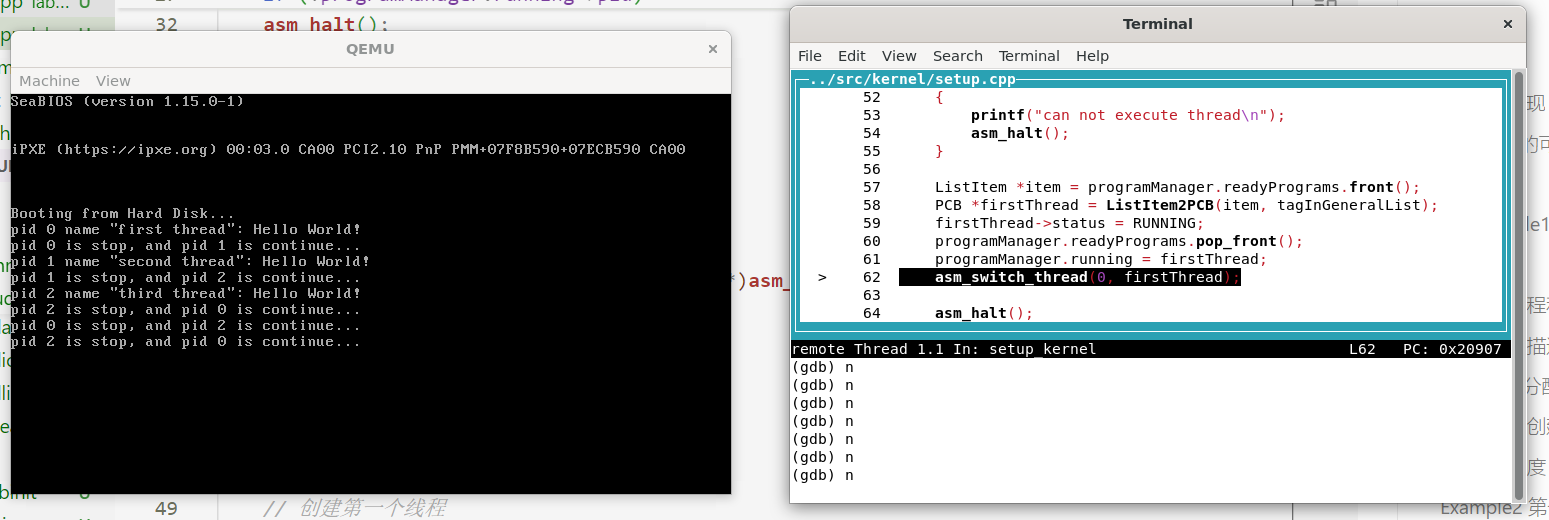 32 asm_halt();
QEMU
Machine View
SeaBIOS (version 1.15.0-1)
iPXE (https://ipxe.org) 00:03.0 CA00 PCI2.10 PnP PMM+07F8B590+07ECB590 CA00
Booting from Hard Disk...
pid 0 name "first thread": Hello World!
pid 0 is stop, and pid 1 is continue...
pid 1 name "second thread": Hello World!
pid 1 is stop, and pid 2 is continue...
pid 2 name "third thread": Hello World!
pid 2 is stop, and pid 0 is continue...
pid 0 is stop, and pid 2 is continue...
pid 2 is stop, and pid 0 is continue...
49 // 创建第一个线程
*)asm_
Terminal
File Edit View Search Terminal Help
../src/kernel/setup.cpp
52 {
53 printf("can not execute thread\n");
54 asm_halt();
55 }
56
57 ListItem *item = programManager.readyPrograms.front();
58 PCB *firstThread = ListItem2PCB(item, tagInGeneralList);
59 firstThread->status = RUNNING;
60 programManager.readyPrograms.pop_front();
61 programManager.running = firstThread;
> 62 asm_switch_thread(0, firstThread);
63
64 asm_halt();
remote Thread 1.1 In: setup_kernel L62 PC: 0x20907
(gdb) n
(gdb) n
(gdb) n
(gdb) n
(gdb) n
(gdb) n
(gdb) n
现
的可
分配
创
度
Example2 第